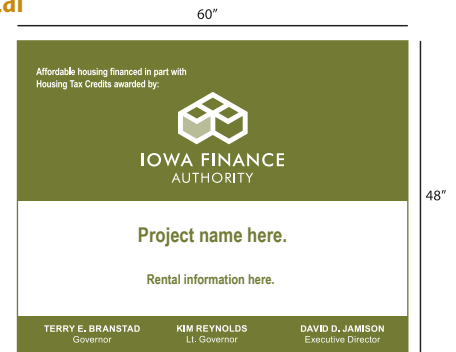 60"
Affordable housing financed in part with
Housing Tax Credits awarded by:
IOWA FINANCE
AUTHORITY
48"
Project name here.
Rental information here.
TERRY E. BRANSTAD KIM REYNOLDS DAVID D. JAMISON
Governor Lt. Governor Executive Director